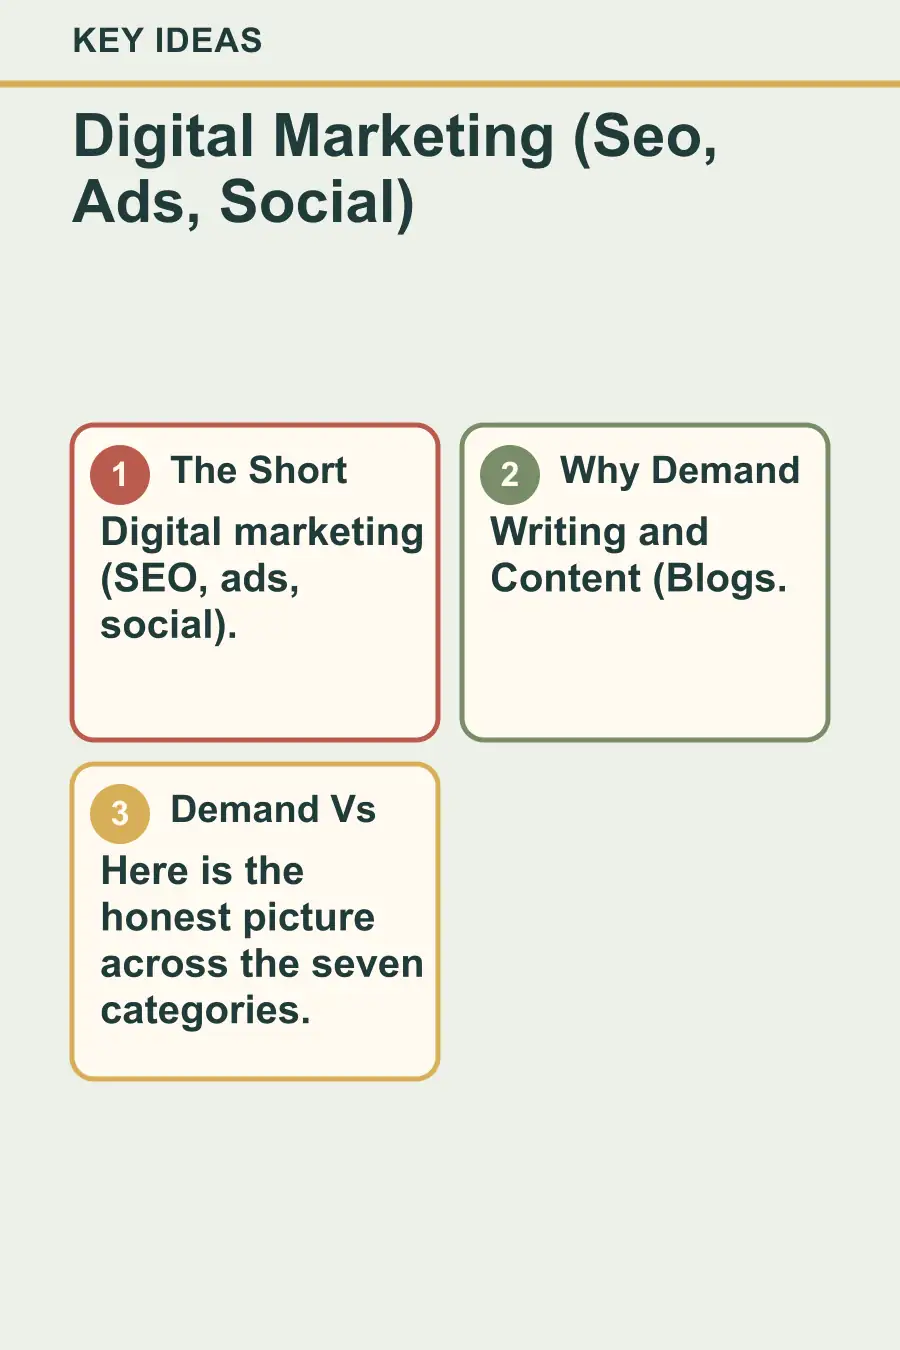 KEY IDEAS
Digital Marketing (Seo,
Ads, Social)
1 The Short
Digital marketing
(SEO, ads,
social).
2 Why Demand
Writing and
Content (Blogs.
3 Demand Vs
Here is the
honest picture
across the seven
categories.